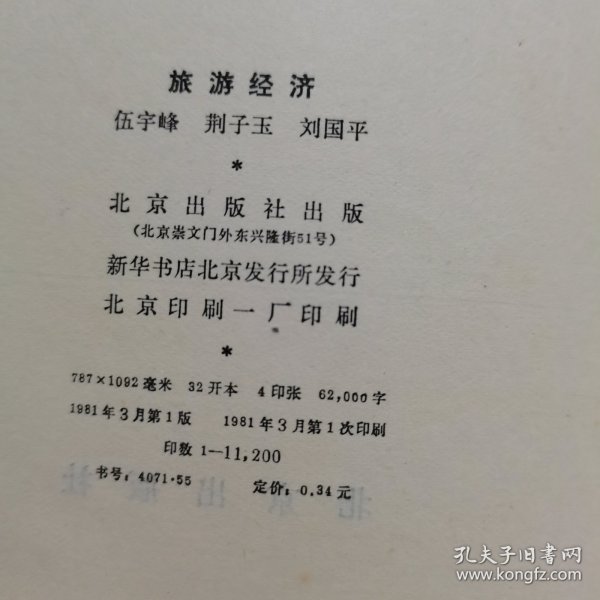 旅游经济
伍宇峰 荆子玉 刘国平
*
北京出版社出版
(北京崇文门外东兴隆街51号)
新华书店北京发行所发行
北京印刷一厂印刷
*
787×1092毫米 32开本 4印张 62,000字
1981年3月第1版 1981年3月第1次印刷
印数1—11,200
书号:4071·55 定价:0.34元
北京出版社
孔夫子旧书网
www.kongfz.com